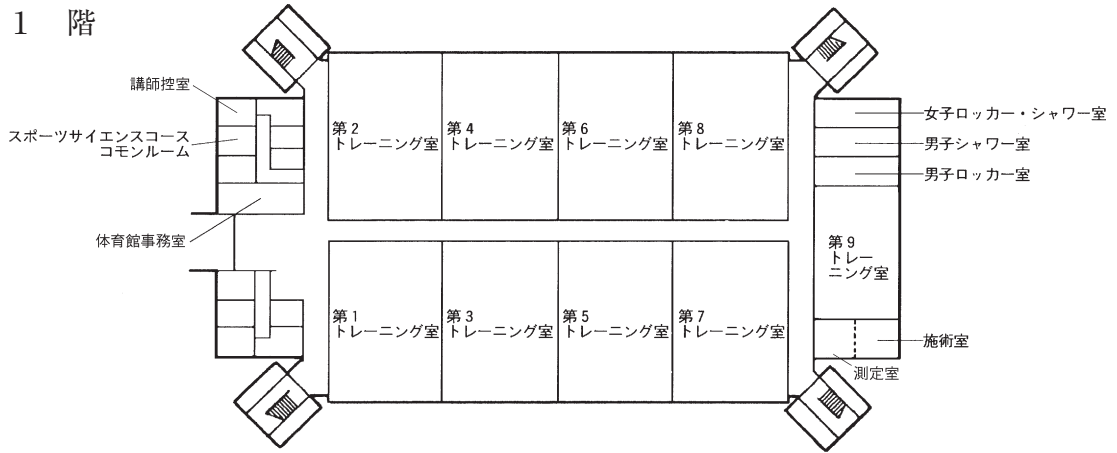 1 階
講師控室
スポーツサイエンスコース
コモンルーム
体育館事務室
第2
トレーニング室
第4
トレーニング室
第6
トレーニング室
第8
トレーニング室
女子ロッカー・シャワー室
男子シャワー室
男子ロッカー室
第9
トレー
ニング室
第1
トレーニング室
第3
トレーニング室
第5
トレーニング室
第7
トレーニング室
施術室
測定室